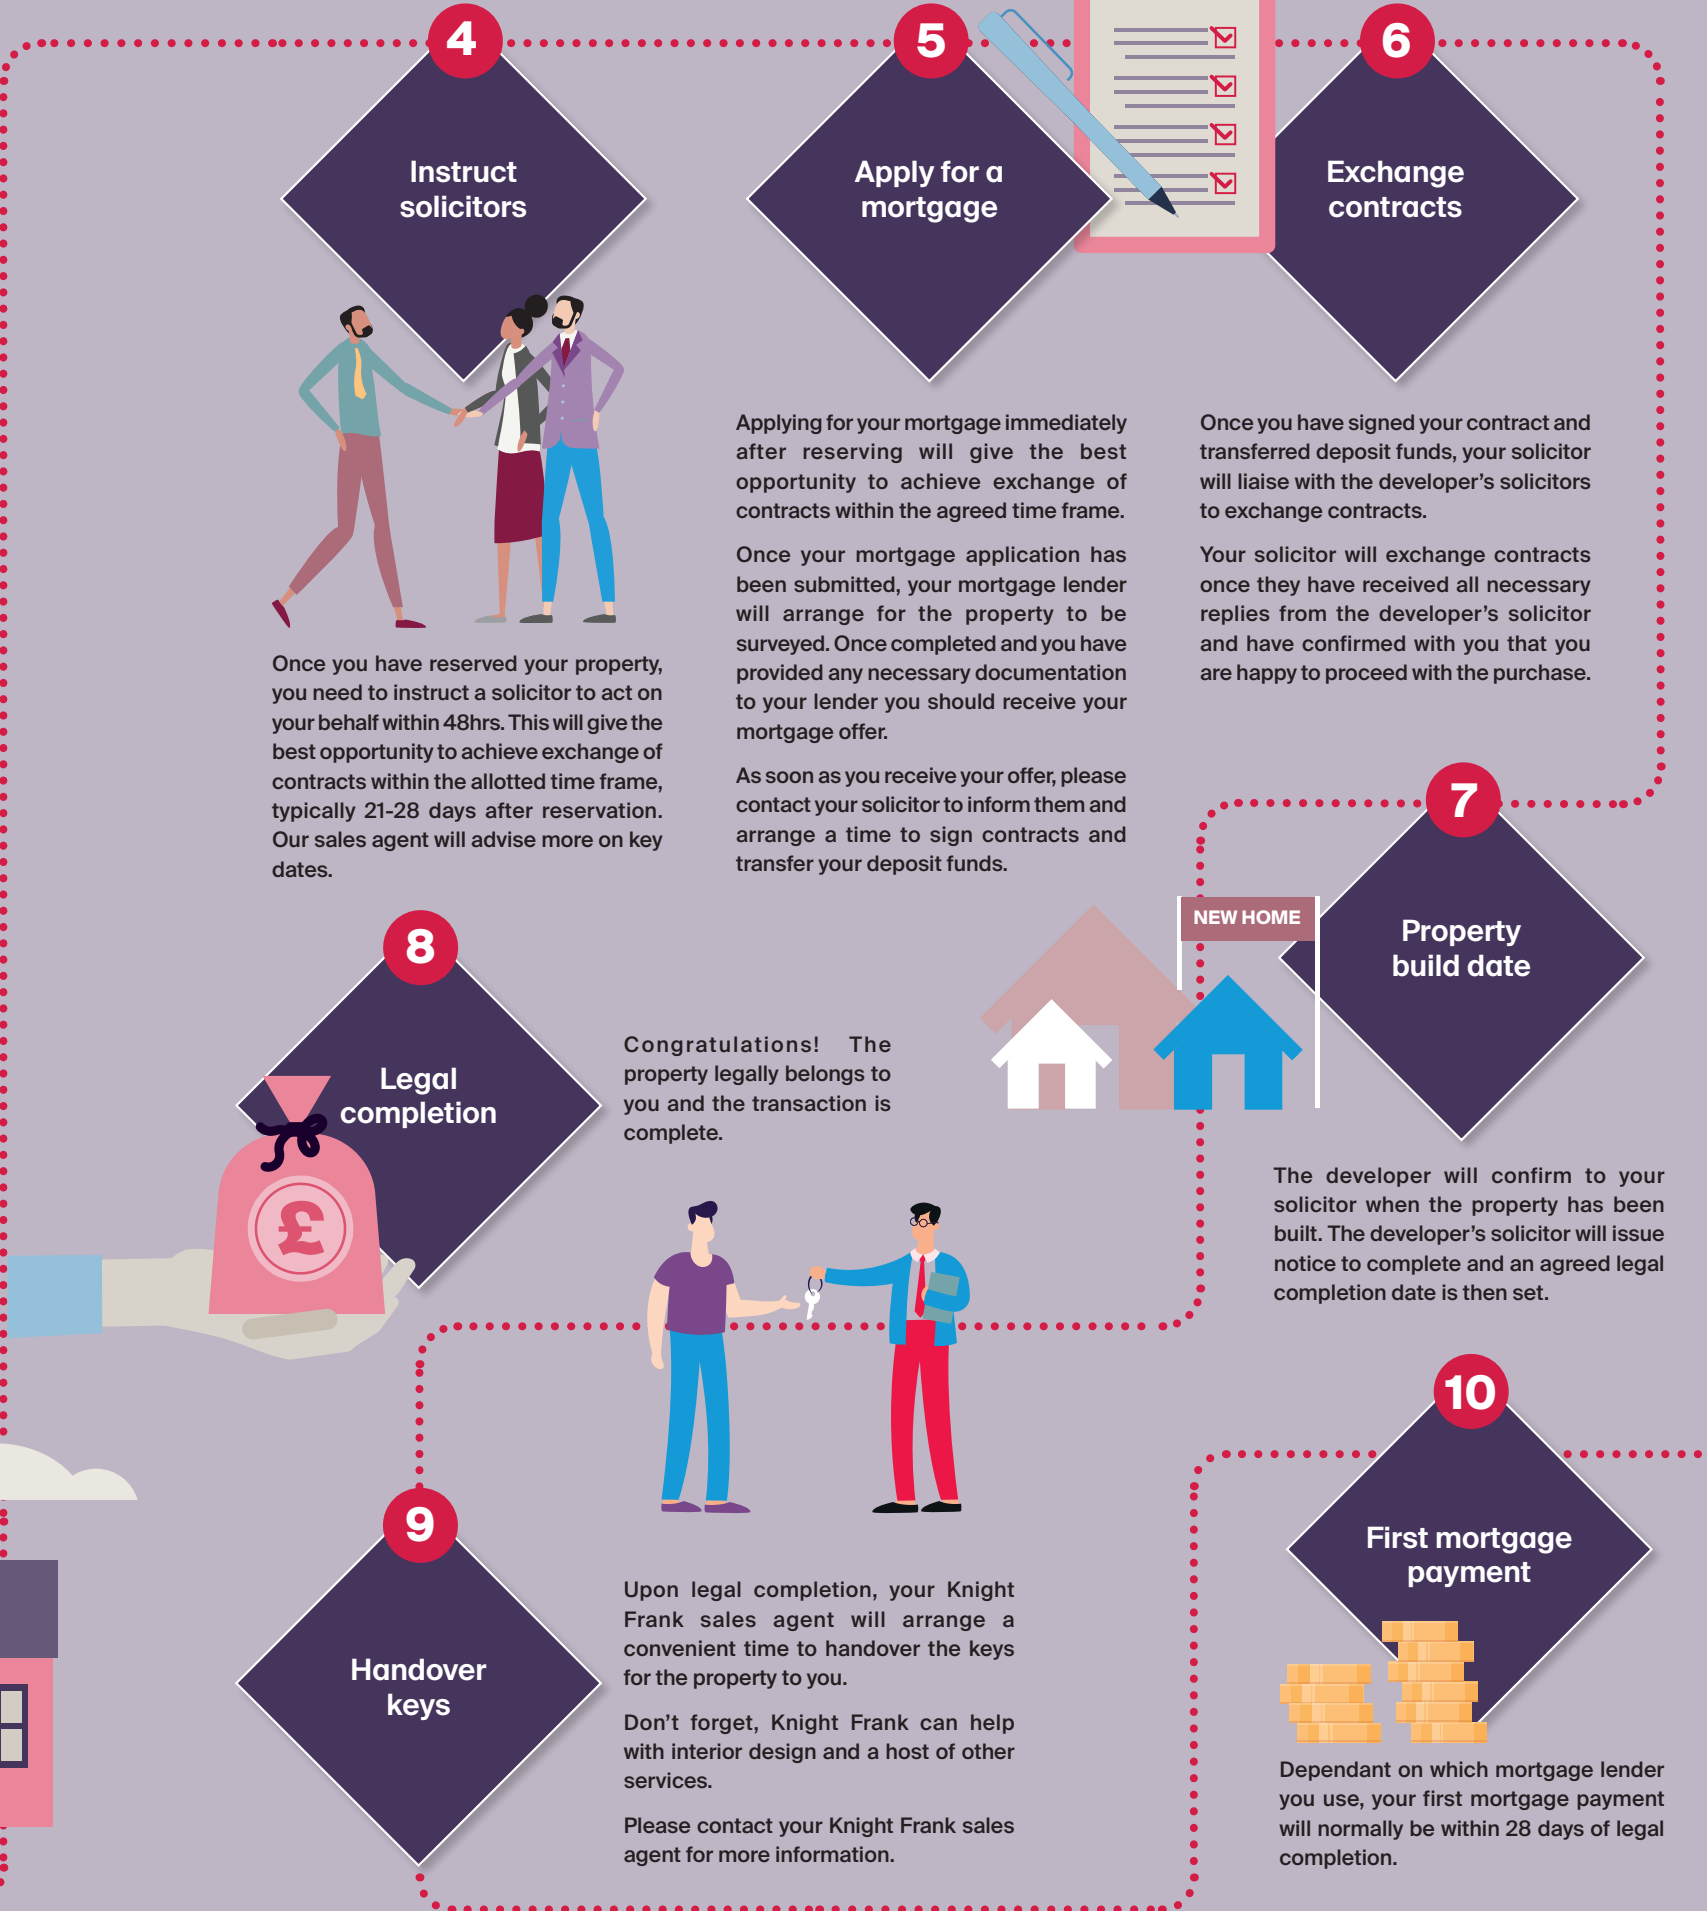 4
Instruct
solicitors
Once you have reserved your property,
you need to instruct a solicitor to act on
your behalf within 48hrs. This will give the
best opportunity to achieve exchange of
contracts within the allotted time frame,
typically 21-28 days after reservation.
Our sales agent will advise more on key
dates.
5
Apply for a
mortgage
Applying for your mortgage immediately
after reserving will give the best
opportunity to achieve exchange of
contracts within the agreed time frame.
Once your mortgage application has
been submitted, your mortgage lender
will arrange for the property to be
surveyed. Once completed and you have
provided any necessary documentation
to your lender you should receive your
mortgage offer.
As soon as you receive your offer, please
contact your solicitor to inform them and
arrange a time to sign contracts and
transfer your deposit funds.
6
Exchange
contracts
Once you have signed your contract and
transferred deposit funds, your solicitor
will liaise with the developer's solicitors
to exchange contracts.
Your solicitor will exchange contracts
once they have received all necessary
replies from the developer's solicitor
and have confirmed with you that you
are happy to proceed with the purchase.
7
NEW HOME
Property
build date
The developer will confirm to your
solicitor when the property has been
built. The developer's solicitor will issue
notice to complete and an agreed legal
completion date is then set.
8
Legal
completion
£
Congratulations! The
property legally belongs to
you and the transaction is
complete.
9
Handover
keys
Upon legal completion, your Knight
Frank sales agent will arrange a
convenient time to handover the keys
for the property to you.
Don't forget, Knight Frank can help
with interior design and a host of other
services.
Please contact your Knight Frank sales
agent for more information.
10
First mortgage
payment
Dependant on which mortgage lender
you use, your first mortgage payment
will normally be within 28 days of legal
completion.